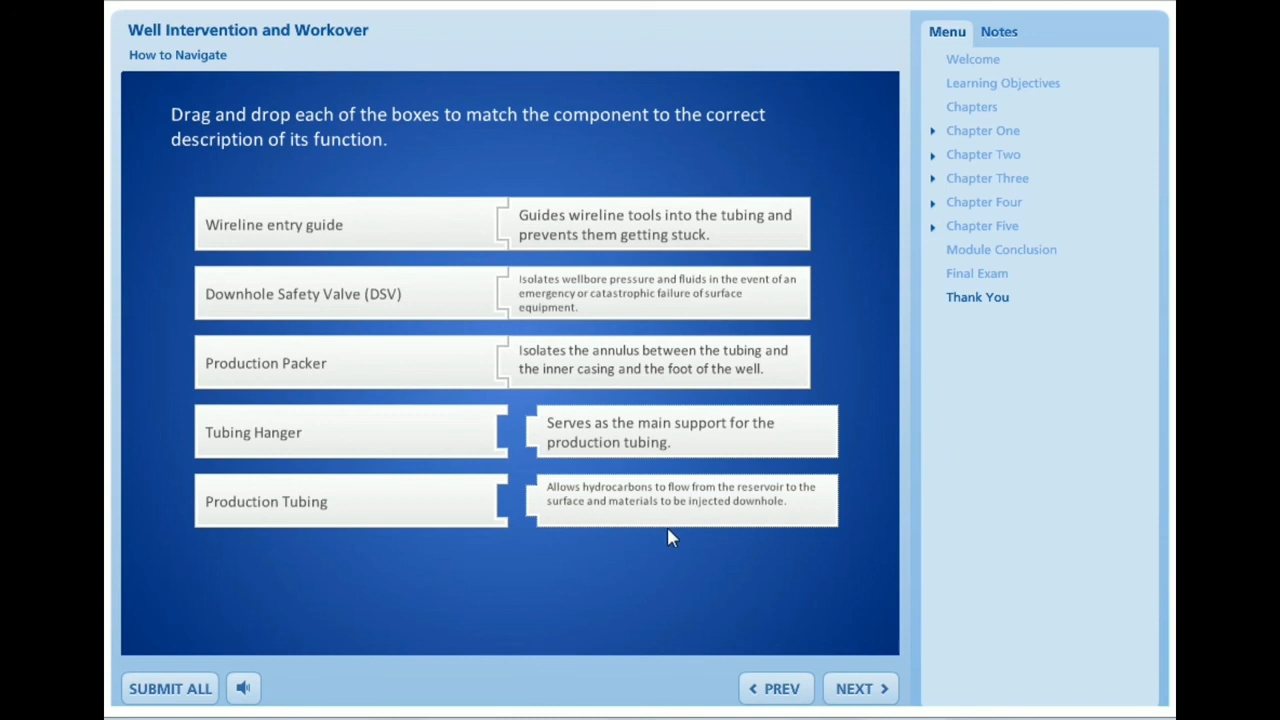 Well Intervention and Workover
How to Navigate
Menu
Notes
Welcome
Learning Objectives
Chapters
Chapter One
Chapter Two
Chapter Three
Chapter Four
Chapter Five
Module Conclusion
Final Exam
Thank You
Drag and drop each of the boxes to match the component to the correct
description of its function.
Wireline entry guide
Guides wireline tools into the tubing and
prevents them getting stuck.
Downhole Safety Valve (DSV)
Isolates wellbore pressure and fluids in the event of an
emergency or catastrophic failure of surface
equipment.
Production Packer
Isolates the annulus between the tubing and
the inner casing and the foot of the well.
Tubing Hanger
Serves as the main support for the
production tubing.
Production Tubing
Allows hydrocarbons to flow from the reservoir to the
surface and materials to be injected downhole.
SUBMIT ALL
PREV
NEXT